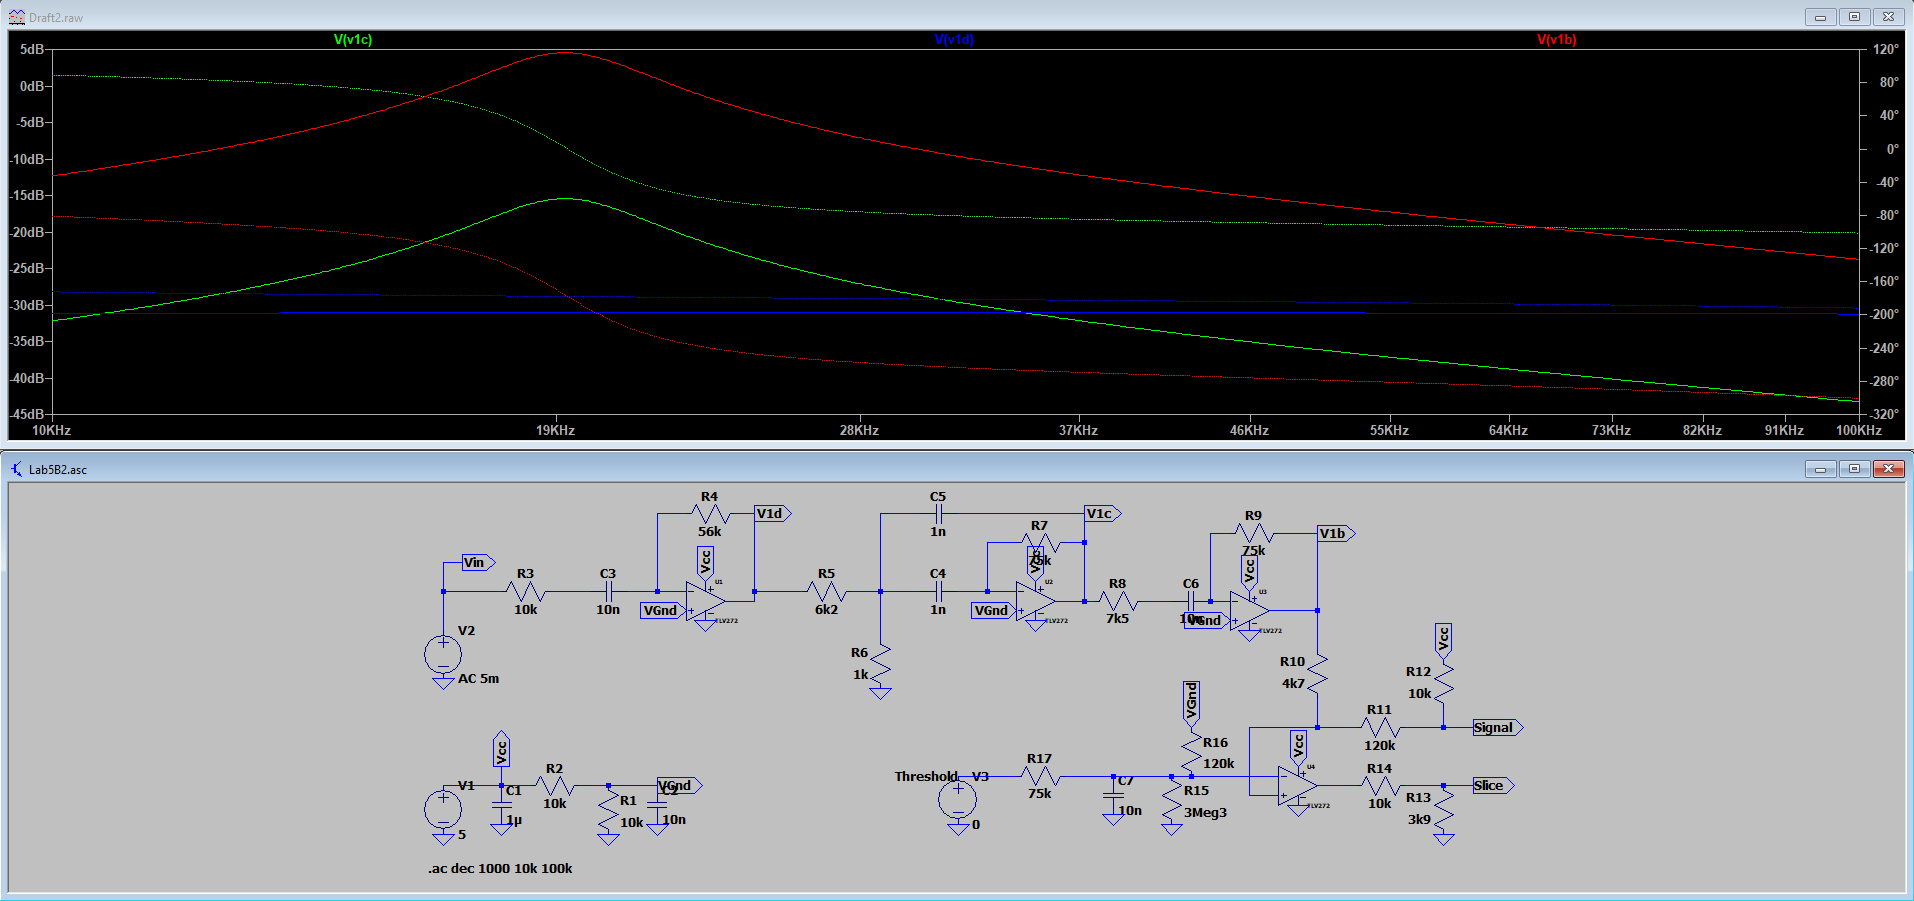 Draft2.raw
V(v1c) V(v1d) V(v1b)
5dB 120°
0dB 80°
-5dB 40°
-10dB 0°
-15dB -40°
-20dB -80°
-25dB -120°
-30dB -160°
-35dB -200°
-40dB -240°
-45dB -280°
-320°
10KHz 19KHz 28KHz 37KHz 46KHz 55KHz 64KHz 73KHz 82KHz 91KHz 100KHz
Lab5B2.asc
R4 C5
V1d V1c
56k 1n R7 R9
75k V1b
Vcc Vcc 75k
Vin Vcc
R3 C3 U1 R5 C4 U2 R8 C6 U3
10k 10n 6k2 1n 7k5 10n
VGnd VGnd VGnd
TLV272 TLV272 TLV272
V2
R6 R10 Vcc
1k 4k7 R12
AC 5m 10k
VGnd
R11 Signal
120k
Vcc R16 Vcc
R17 120k U4
R2 Threshold V3 C7 R14
V1 C1 VGnd 75k R15 Slice
10k C2 R13
R1 10n 3Meg3 10k
1µ 10k 10n TLV272 3k9
5 0
.ac dec 1000 10k 100k